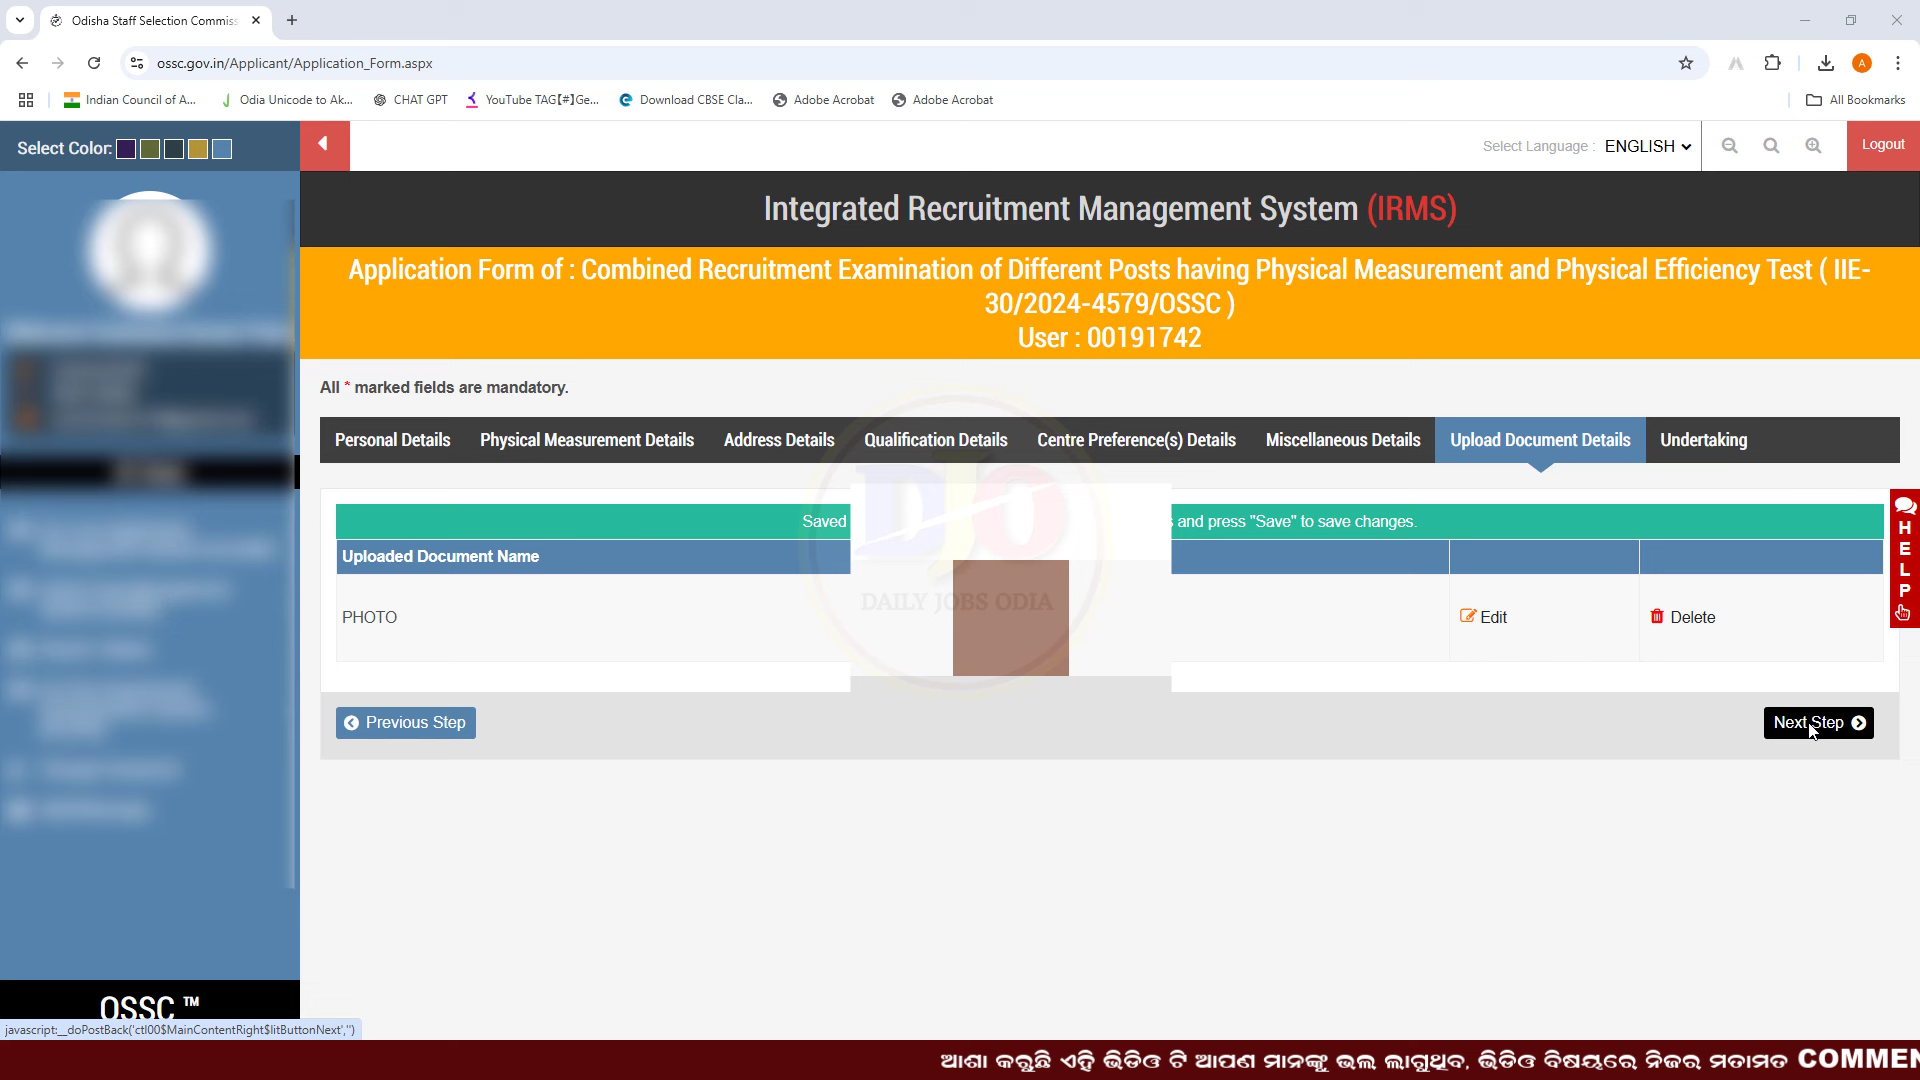 Odisha Staff Selection Commiss
ossc.gov.in/Applicant/Application_Form.aspx
A
Indian Council of A...
Odia Unicode to Ak...
CHAT GPT
YouTube TAG【#】Ge...
Download CBSE Cla...
Adobe Acrobat
Adobe Acrobat
All Bookmarks
Select Color:
Select Language :
ENGLISH
Logout
Integrated Recruitment Management System (IRMS)
Application Form of : Combined Recruitment Examination of Different Posts having Physical Measurement and Physical Efficiency Test ( IIE-
30/2024-4579/OSSC )
User : 00191742
All * marked fields are mandatory.
Personal Details
Physical Measurement Details
Address Details
Qualification Details
Centre Preference(s) Details
Miscellaneous Details
Upload Document Details
Undertaking
Saved
and press "Save" to save changes.
Uploaded Document Name
DJO
DAILY JOBS ODIA
PHOTO
Edit
Delete
HELP
Previous Step
Next Step
OSSC ™
javascript:__doPostBack('ctl00$MainContentRight$litButtonNext','')
ଆଶା କରୁଛି ଏହି ଭିଡିଓ ଟି ଆପଣ ମାନଙ୍କୁ ଭଲ ଲାଗୁଥିବ, ଭିଡିଓ ବିଷୟରେ ନିଜର ମତାମତ COMMEN